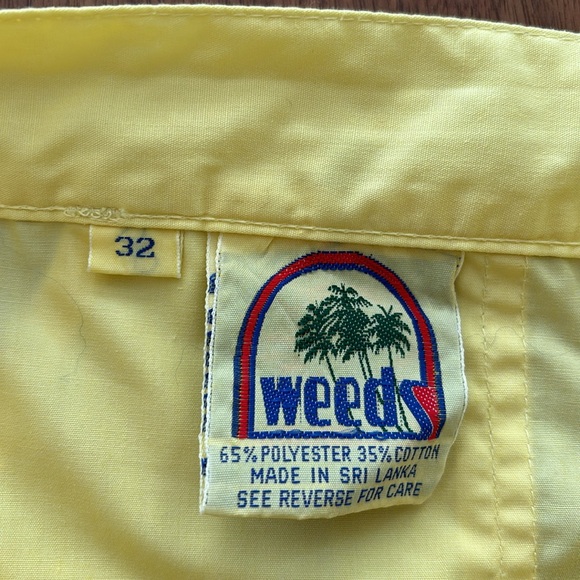 32
weeds
65% POLYESTER 35% COTTON
MADE IN SRI LANKA
SEE REVERSE FOR CARE